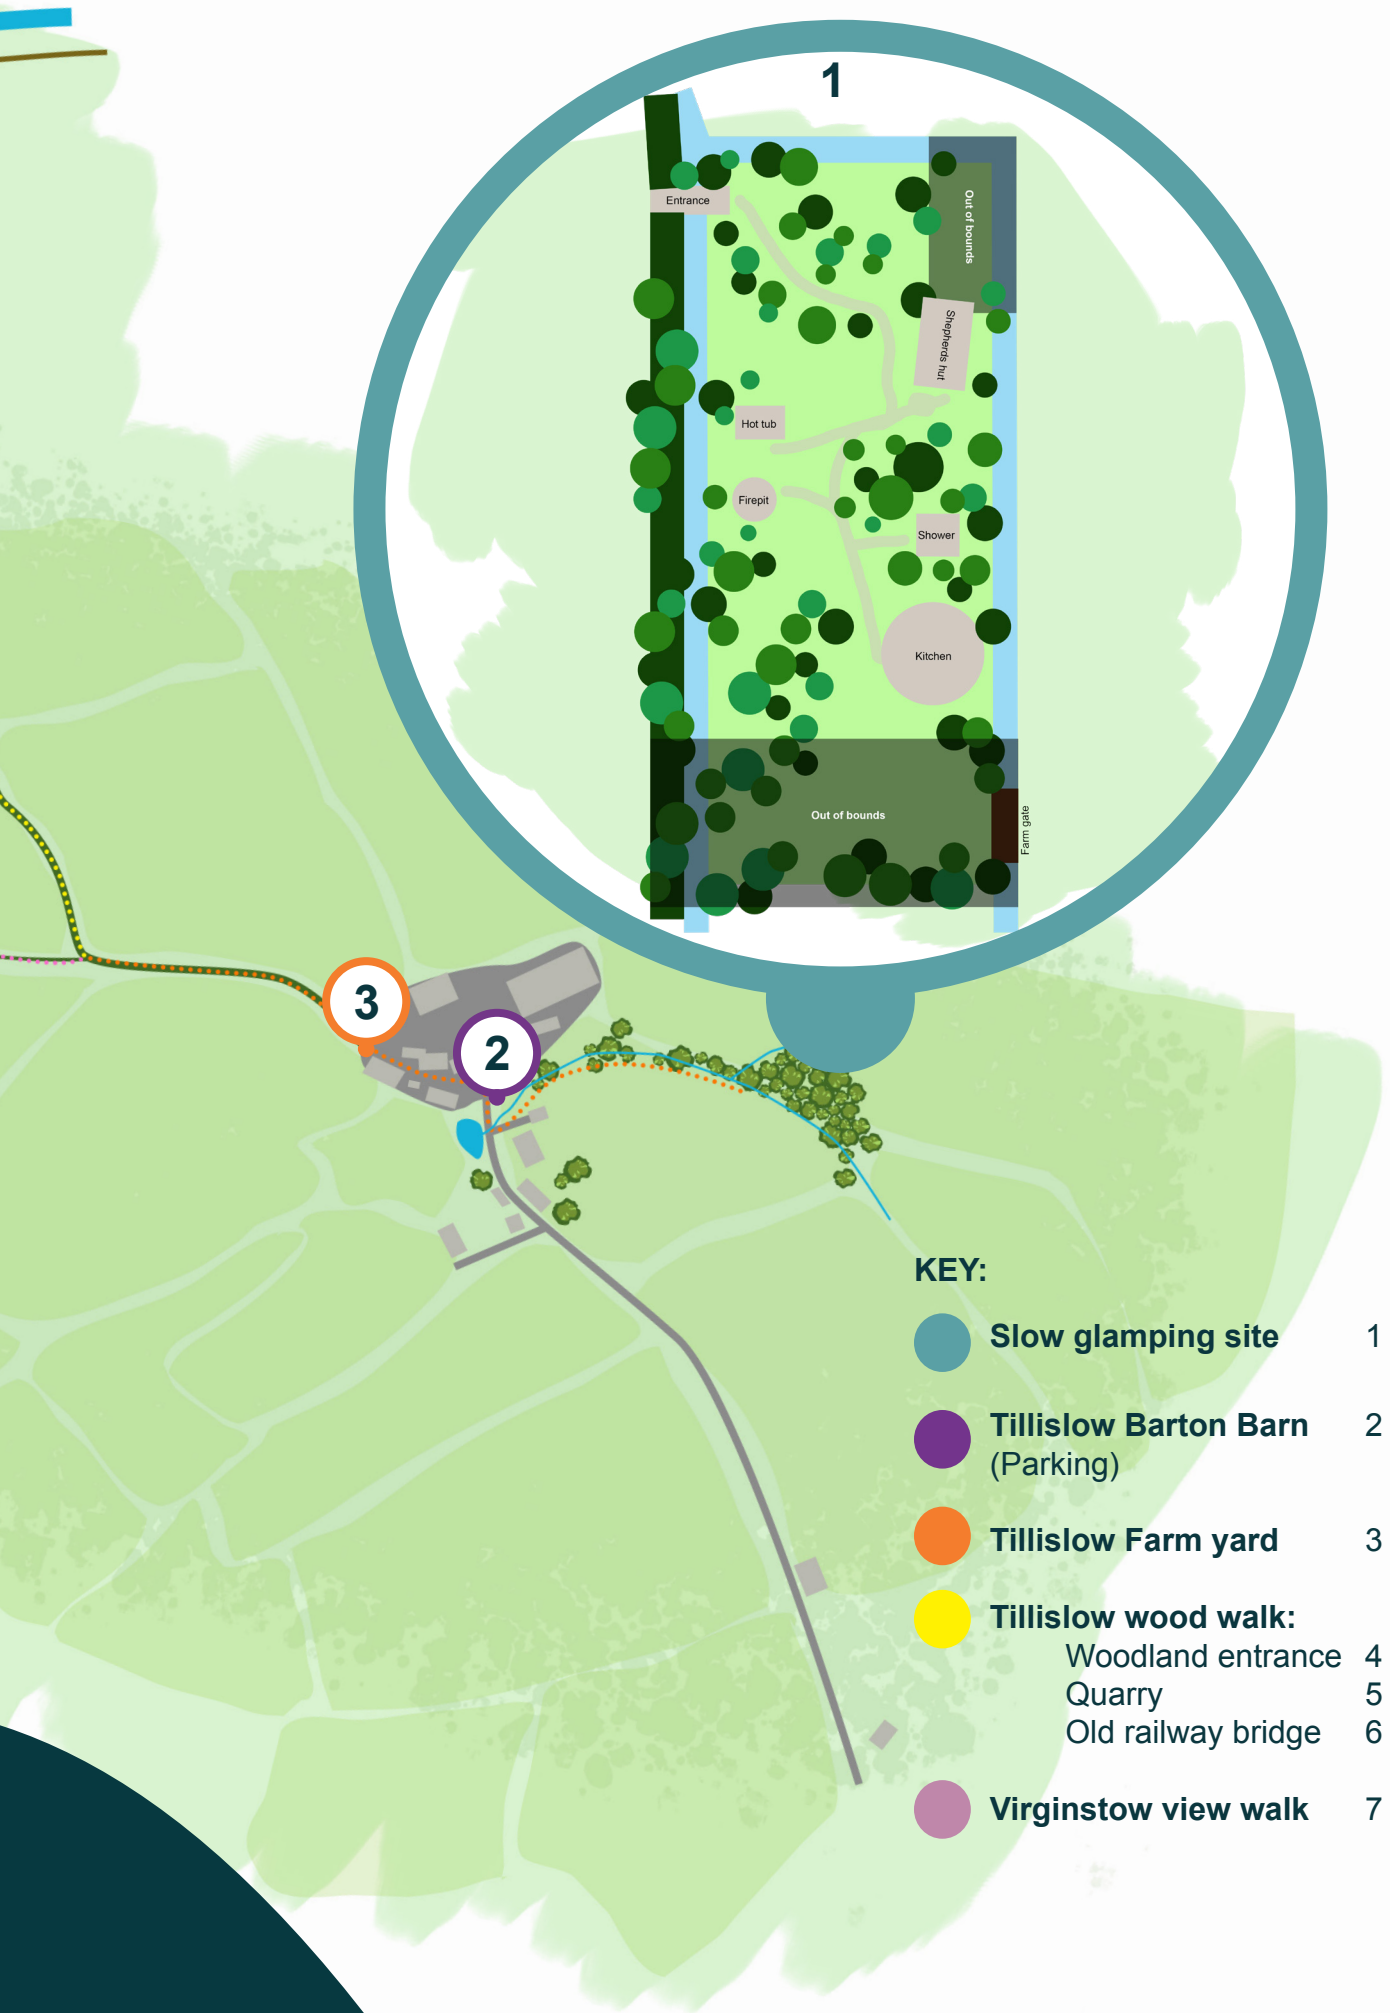 1
Entrance
Out of bounds
Shepherds hut
Hot tub
Firepit
Shower
Kitchen
Out of bounds
Farm gate
3
2
KEY:
Slow glamping site 1
Tillislow Barton Barn 2
(Parking)
Tillislow Farm yard 3
Tillislow wood walk:
Woodland entrance 4
Quarry 5
Old railway bridge 6
Virginstow view walk 7